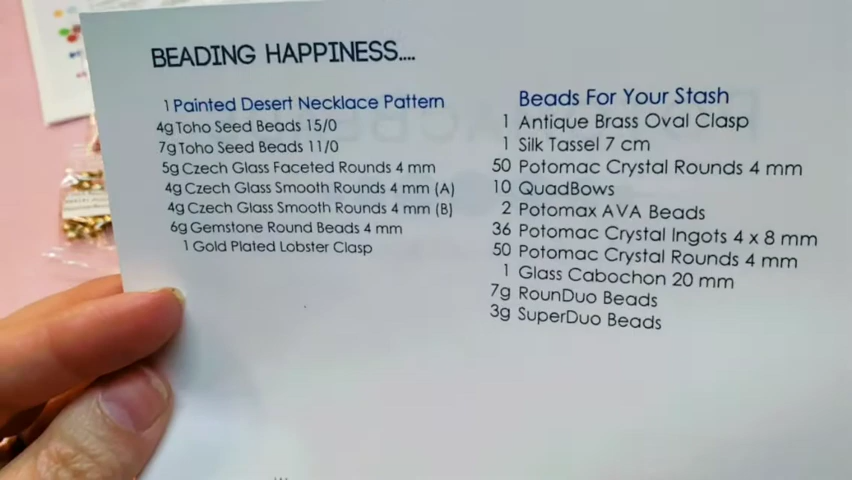 BEADING HAPPINESS....
1 Painted Desert Necklace Pattern
4g Toho Seed Beads 15/0
7g Toho Seed Beads 11/0
5g Czech Glass Faceted Rounds 4 mm
4g Czech Glass Smooth Rounds 4 mm (A)
4g Czech Glass Smooth Rounds 4 mm (B)
6g Gemstone Round Beads 4 mm
1 Gold Plated Lobster Clasp
Beads For Your Stash
1 Antique Brass Oval Clasp
1 Silk Tassel 7 cm
50 Potomac Crystal Rounds 4 mm
10 QuadBows
2 Potomax AVA Beads
36 Potomac Crystal Ingots 4 x 8 mm
50 Potomac Crystal Rounds 4 mm
1 Glass Cabochon 20 mm
7g RounDuo Beads
3g SuperDuo Beads